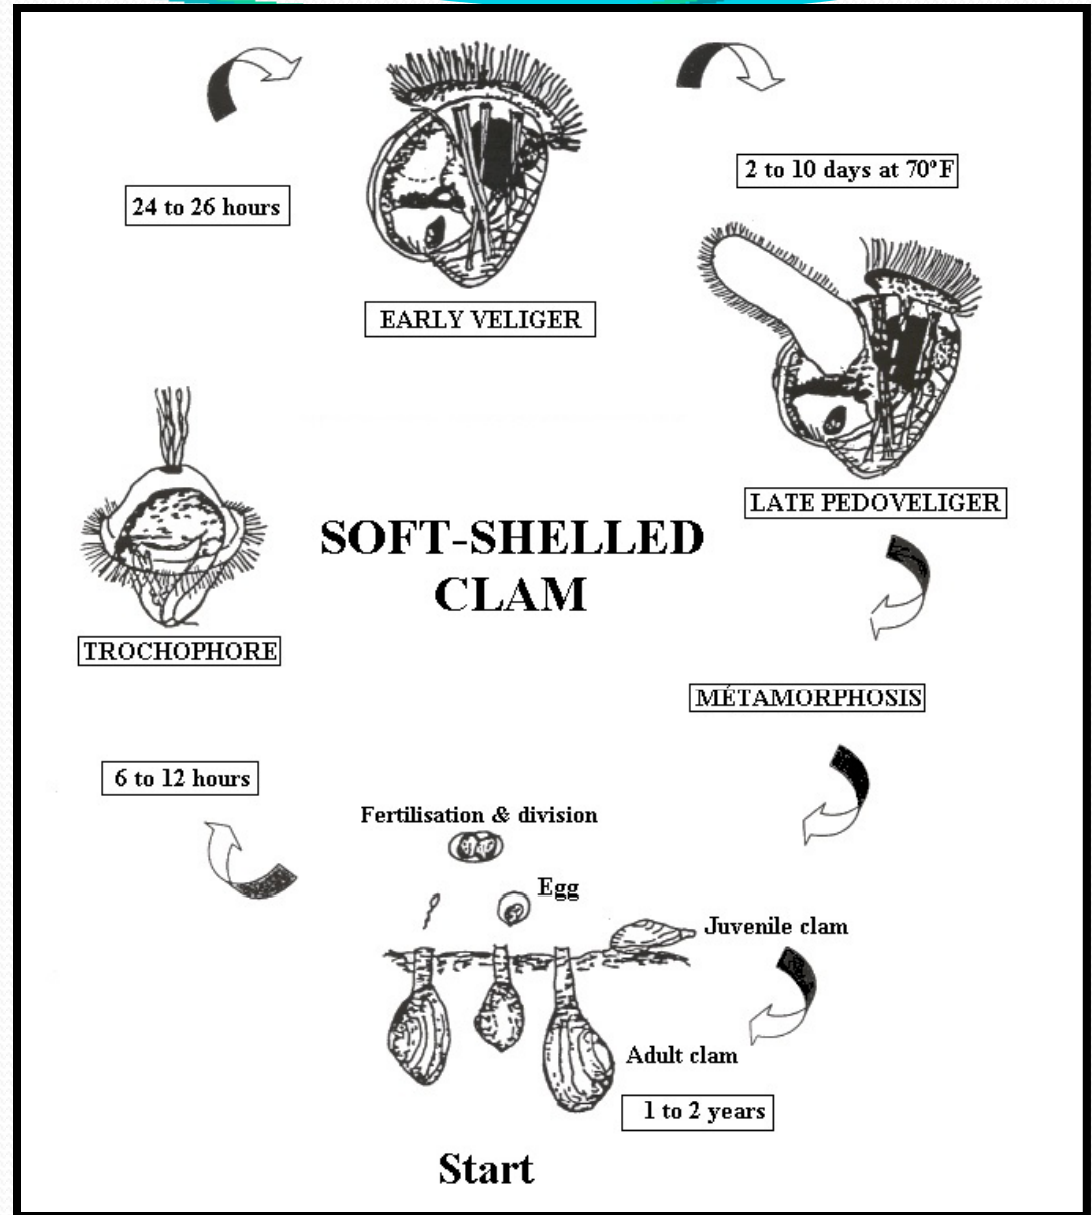 24 to 26 hours
2 to 10 days at 70°F
EARLY VELIGER
LATE PEDOVELIGER
SOFT-SHELLED
CLAM
TROCHOPHORE
MÉTAMORPHOSIS
6 to 12 hours
Fertilisation & division
Egg
Juvenile clam
Adult clam
1 to 2 years
Start